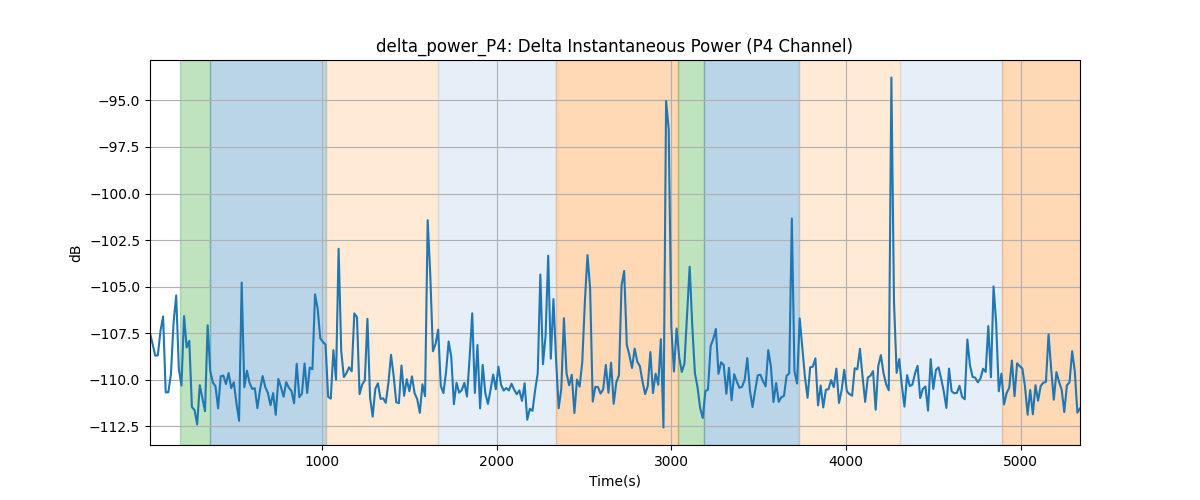 delta_power_P4: Delta Instantaneous Power (P4 Channel)
−95.0
−97.5
−100.0
−102.5
−105.0
−107.5
−110.0
−112.5
dB
1000 2000 3000 4000 5000
Time(s)